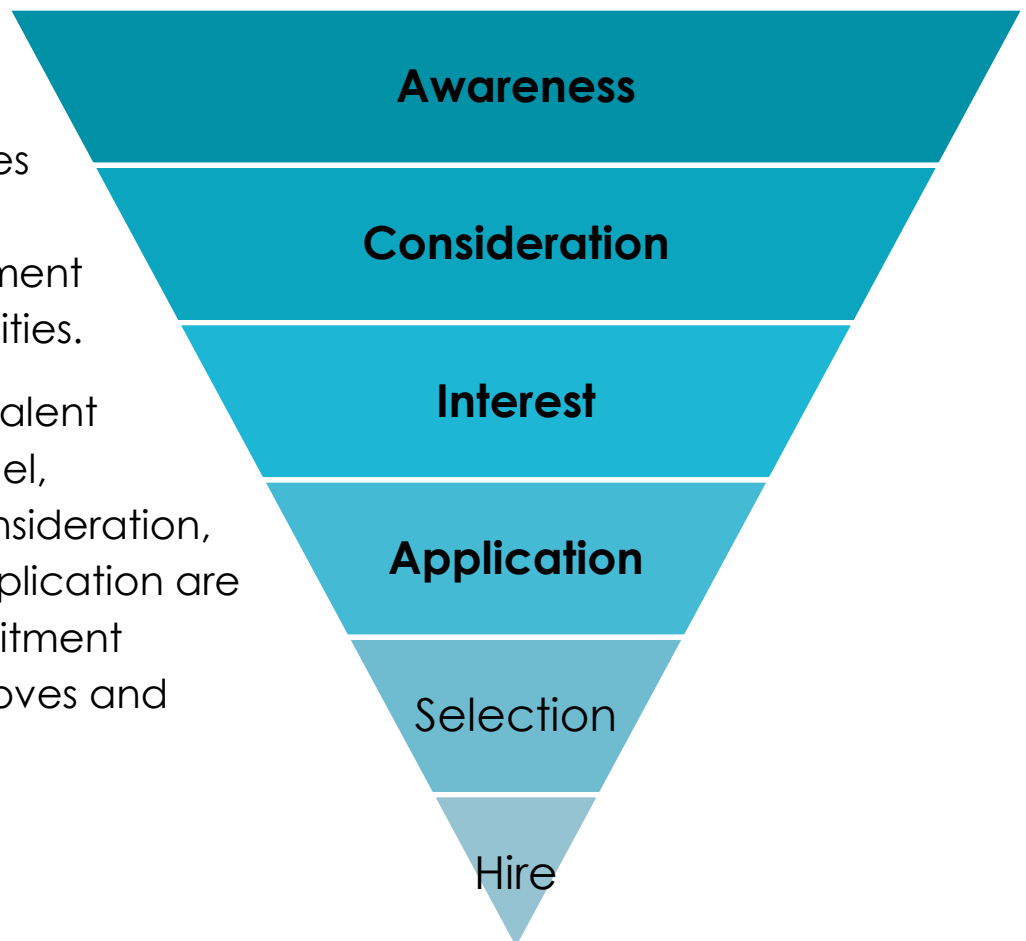 Awareness
es
Consideration
ment
ities.
Interest
alent
el,
nsideration,
Application
plication are
itment
oves and
Selection
Hire